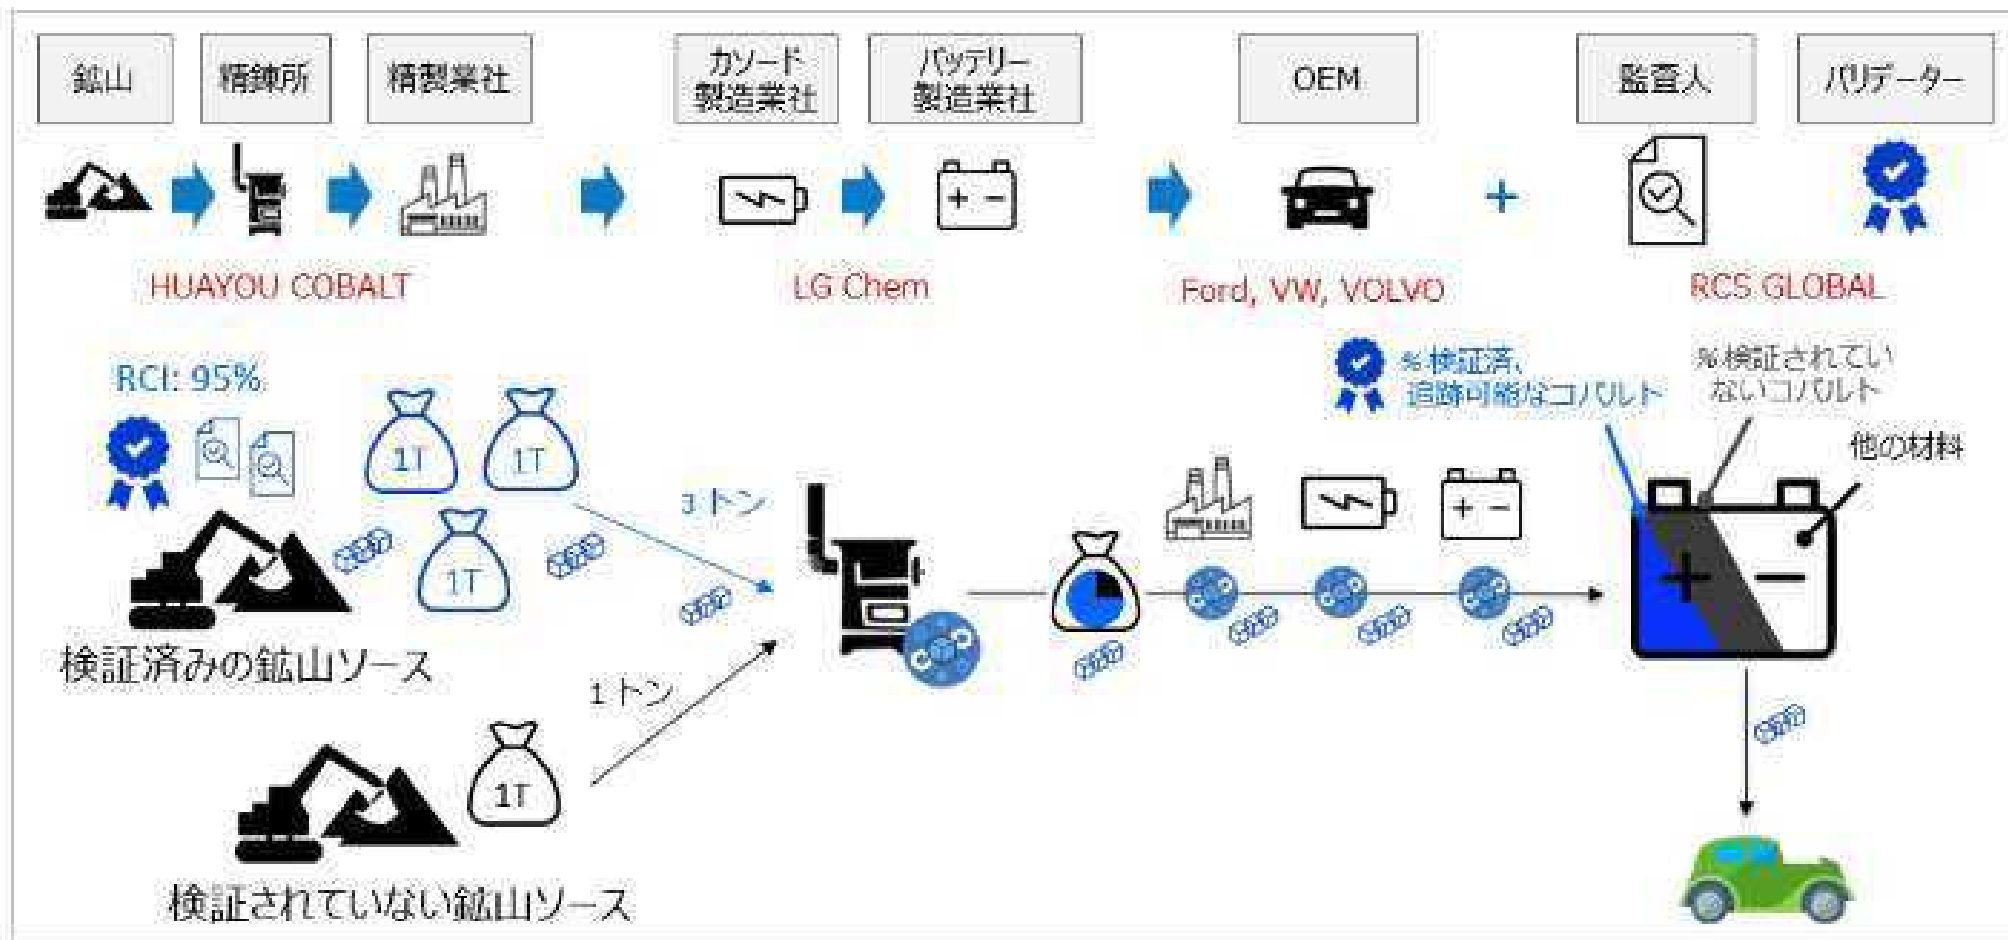 鉱山
精錬所
精製業社
カソード
製造業社
バッテリー
製造業社
OEM
監査人
バリデーター
HUAYOU COBALT
LG Chem
Ford, VW, VOLVO
RCS GLOBAL
RCI: 95%
% 検証済、
追跡可能なコバルト
% 検証されてい
ないコバルト
他の材料
1T
1T
1T
3 トン
検証済みの鉱山ソース
1 トン
1T
検証されていない鉱山ソース